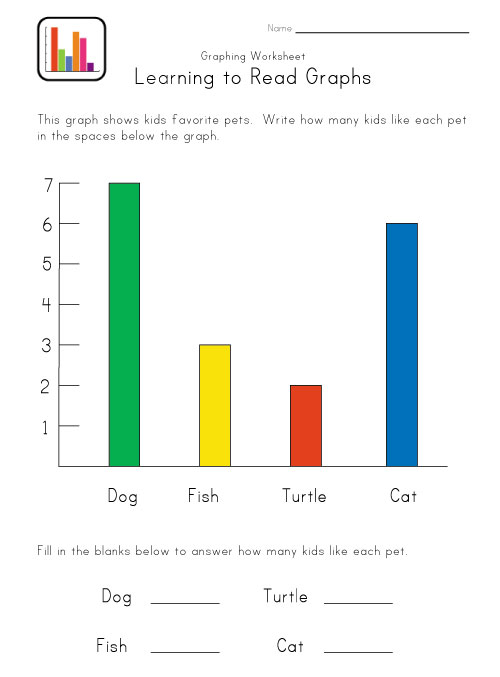 Name
Graphing Worksheet
Learning to Read Graphs
This graph shows kids favorite pets. Write how many kids like each pet
in the spaces below the graph.
7
6
5
4
3
2
1
Dog Fish Turtle Cat
Fill in the blanks below to answer how many kids like each pet.
Dog Turtle
Fish Cat